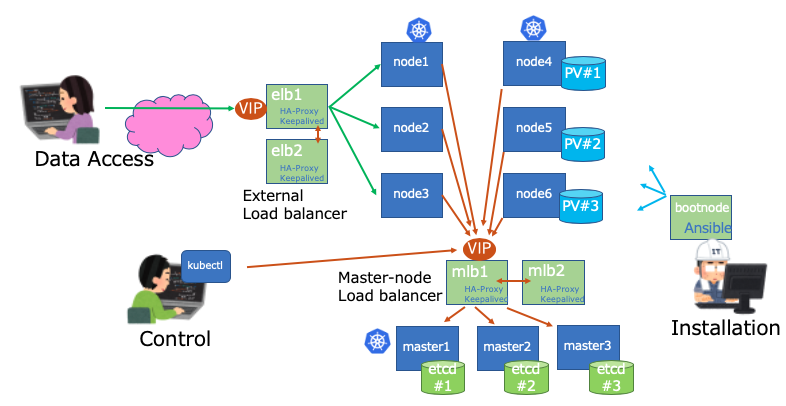 node1
node4
PV#1
elb1
HA-Proxy
Keepalived
VIP
node2
node5
PV#2
elb2
HA-Proxy
Keepalived
Data Access
node3
node6
PV#3
External
Load balancer
bootnode
Ansible
IT
VIP
kubectl
Master-node
Load balancer
mlb1
HA-Proxy
Keepalived
mlb2
HA-Proxy
Keepalived
Control
Installation
master1
etcd
#1
master2
etcd
#2
master3
etcd
#3